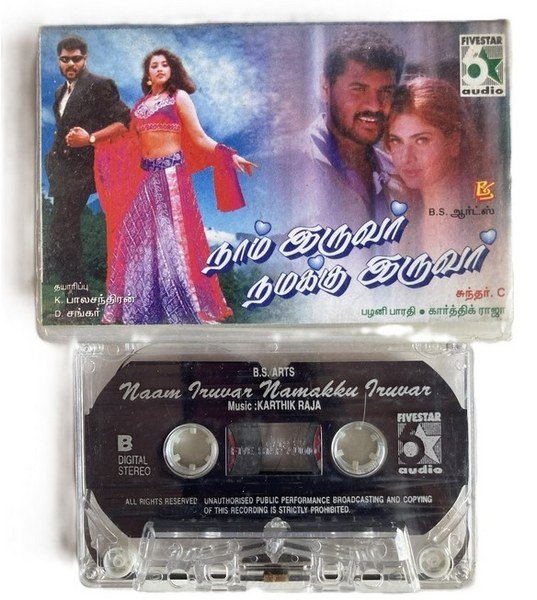 FIVESTAR
audio
B.S. ஆர்ட்ஸ்
நாம் இருவர்
நமக்கு இருவர்
தயாரிப்பு
K. பாலசந்திரன்
D. சங்கர்
சுந்தர். C
பழனி பாரதி • கார்த்திக் ராஜா
B.S. ARTS
Naam Iruvar Namakku Iruvar
Music : KARTHIK RAJA
FIVESTAR
audio
B
DIGITAL
STEREO
ALL RIGHTS RESERVED. UNAUTHORISED PUBLIC PERFORMANCE BROADCASTING AND COPYING
OF THIS RECORDING IS STRICTLY PROHIBITED.